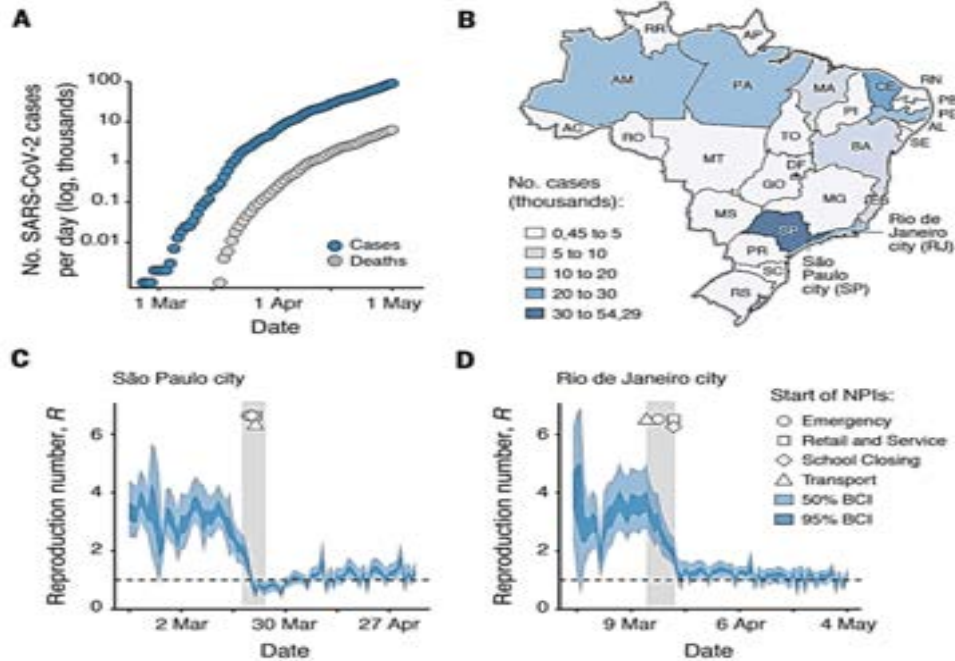 A
No. SARS-CoV-2 cases
per day (log, thousands)
100
10
1
0.1
0.01
Cases
Deaths
1 Mar
1 Apr
1 May
Date
B
RR
AP
AM
PA
MA
CE
RN
PB
PE
PI
AL
SE
AC
RO
TO
BA
MT
DF
GO
MG
ES
MS
SP
PR
SC
RS
Rio de
Janeiro
city (RJ)
São
Paulo
city (SP)
No. cases
(thousands):
0,45 to 5
5 to 10
10 to 20
20 to 30
30 to 54,29
C
São Paulo city
Reproduction number, R
6
4
2
0
2 Mar
30 Mar
27 Apr
Date
D
Rio de Janeiro city
Reproduction number, R
6
4
2
0
9 Mar
6 Apr
4 May
Date
Start of NPIs:
Emergency
Retail and Service
School Closing
Transport
50% BCI
95% BCI